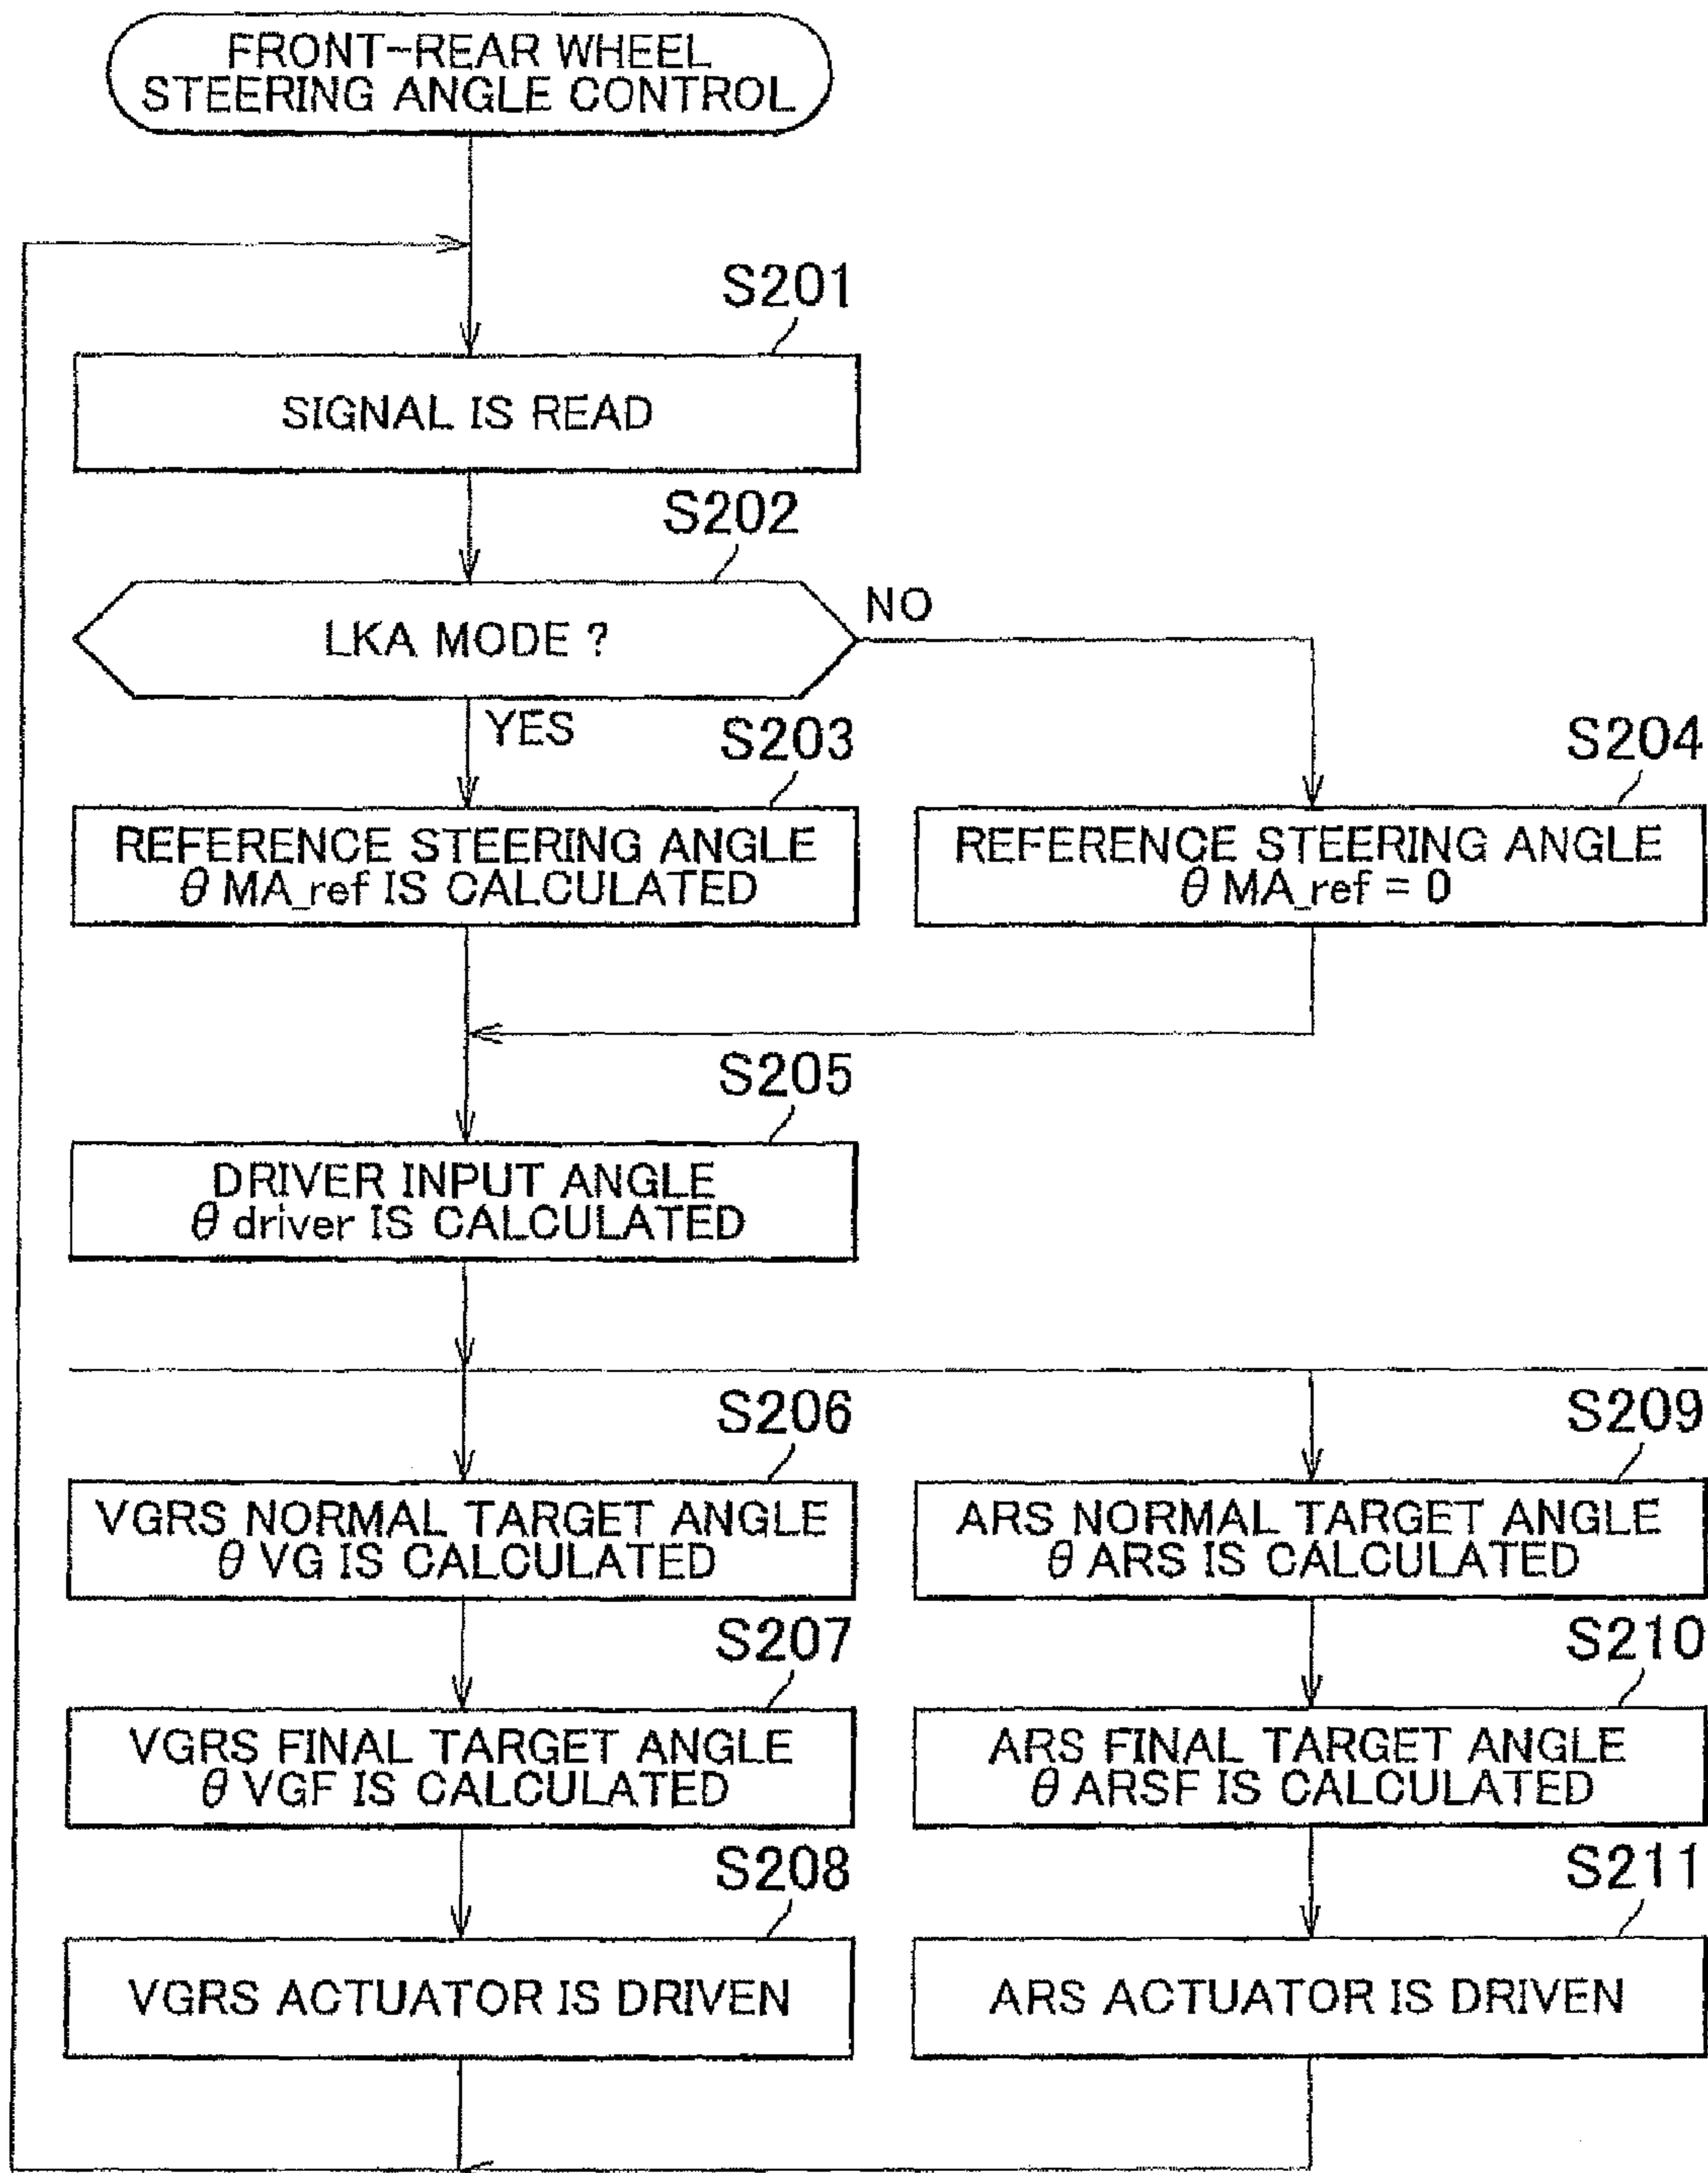 FRONT-REAR WHEEL
STEERING ANGLE CONTROL
S201
SIGNAL IS READ
S202
LKA MODE ?
NO
YES
S203
REFERENCE STEERING ANGLE
θ MA_ref IS CALCULATED
S204
REFERENCE STEERING ANGLE
θ MA_ref = 0
S205
DRIVER INPUT ANGLE
θ driver IS CALCULATED
S206
VGRS NORMAL TARGET ANGLE
θ VG IS CALCULATED
S209
ARS NORMAL TARGET ANGLE
θ ARS IS CALCULATED
S207
VGRS FINAL TARGET ANGLE
θ VGF IS CALCULATED
S210
ARS FINAL TARGET ANGLE
θ ARSF IS CALCULATED
S208
VGRS ACTUATOR IS DRIVEN
S211
ARS ACTUATOR IS DRIVEN